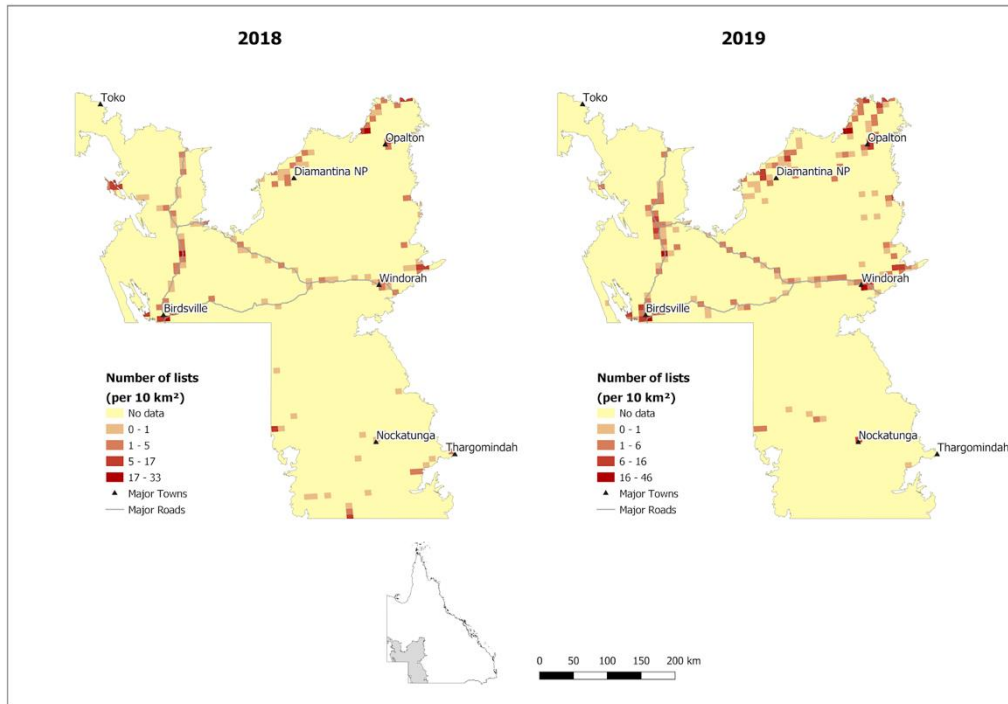 2018
2019
Toko
Opalton
Diamantina NP
Windorah
Birdsville
Number of lists
(per 10 km²)
No data
0 - 1
1 - 5
5 - 17
17 - 33
Major Towns
Major Roads
Nockatunga
Thargomindah
Toko
Opalton
Diamantina NP
Windorah
Birdsville
Number of lists
(per 10 km²)
No data
0 - 1
1 - 6
6 - 16
16 - 46
Major Towns
Major Roads
Nockatunga
Thargomindah
0 50 100 150 200 km